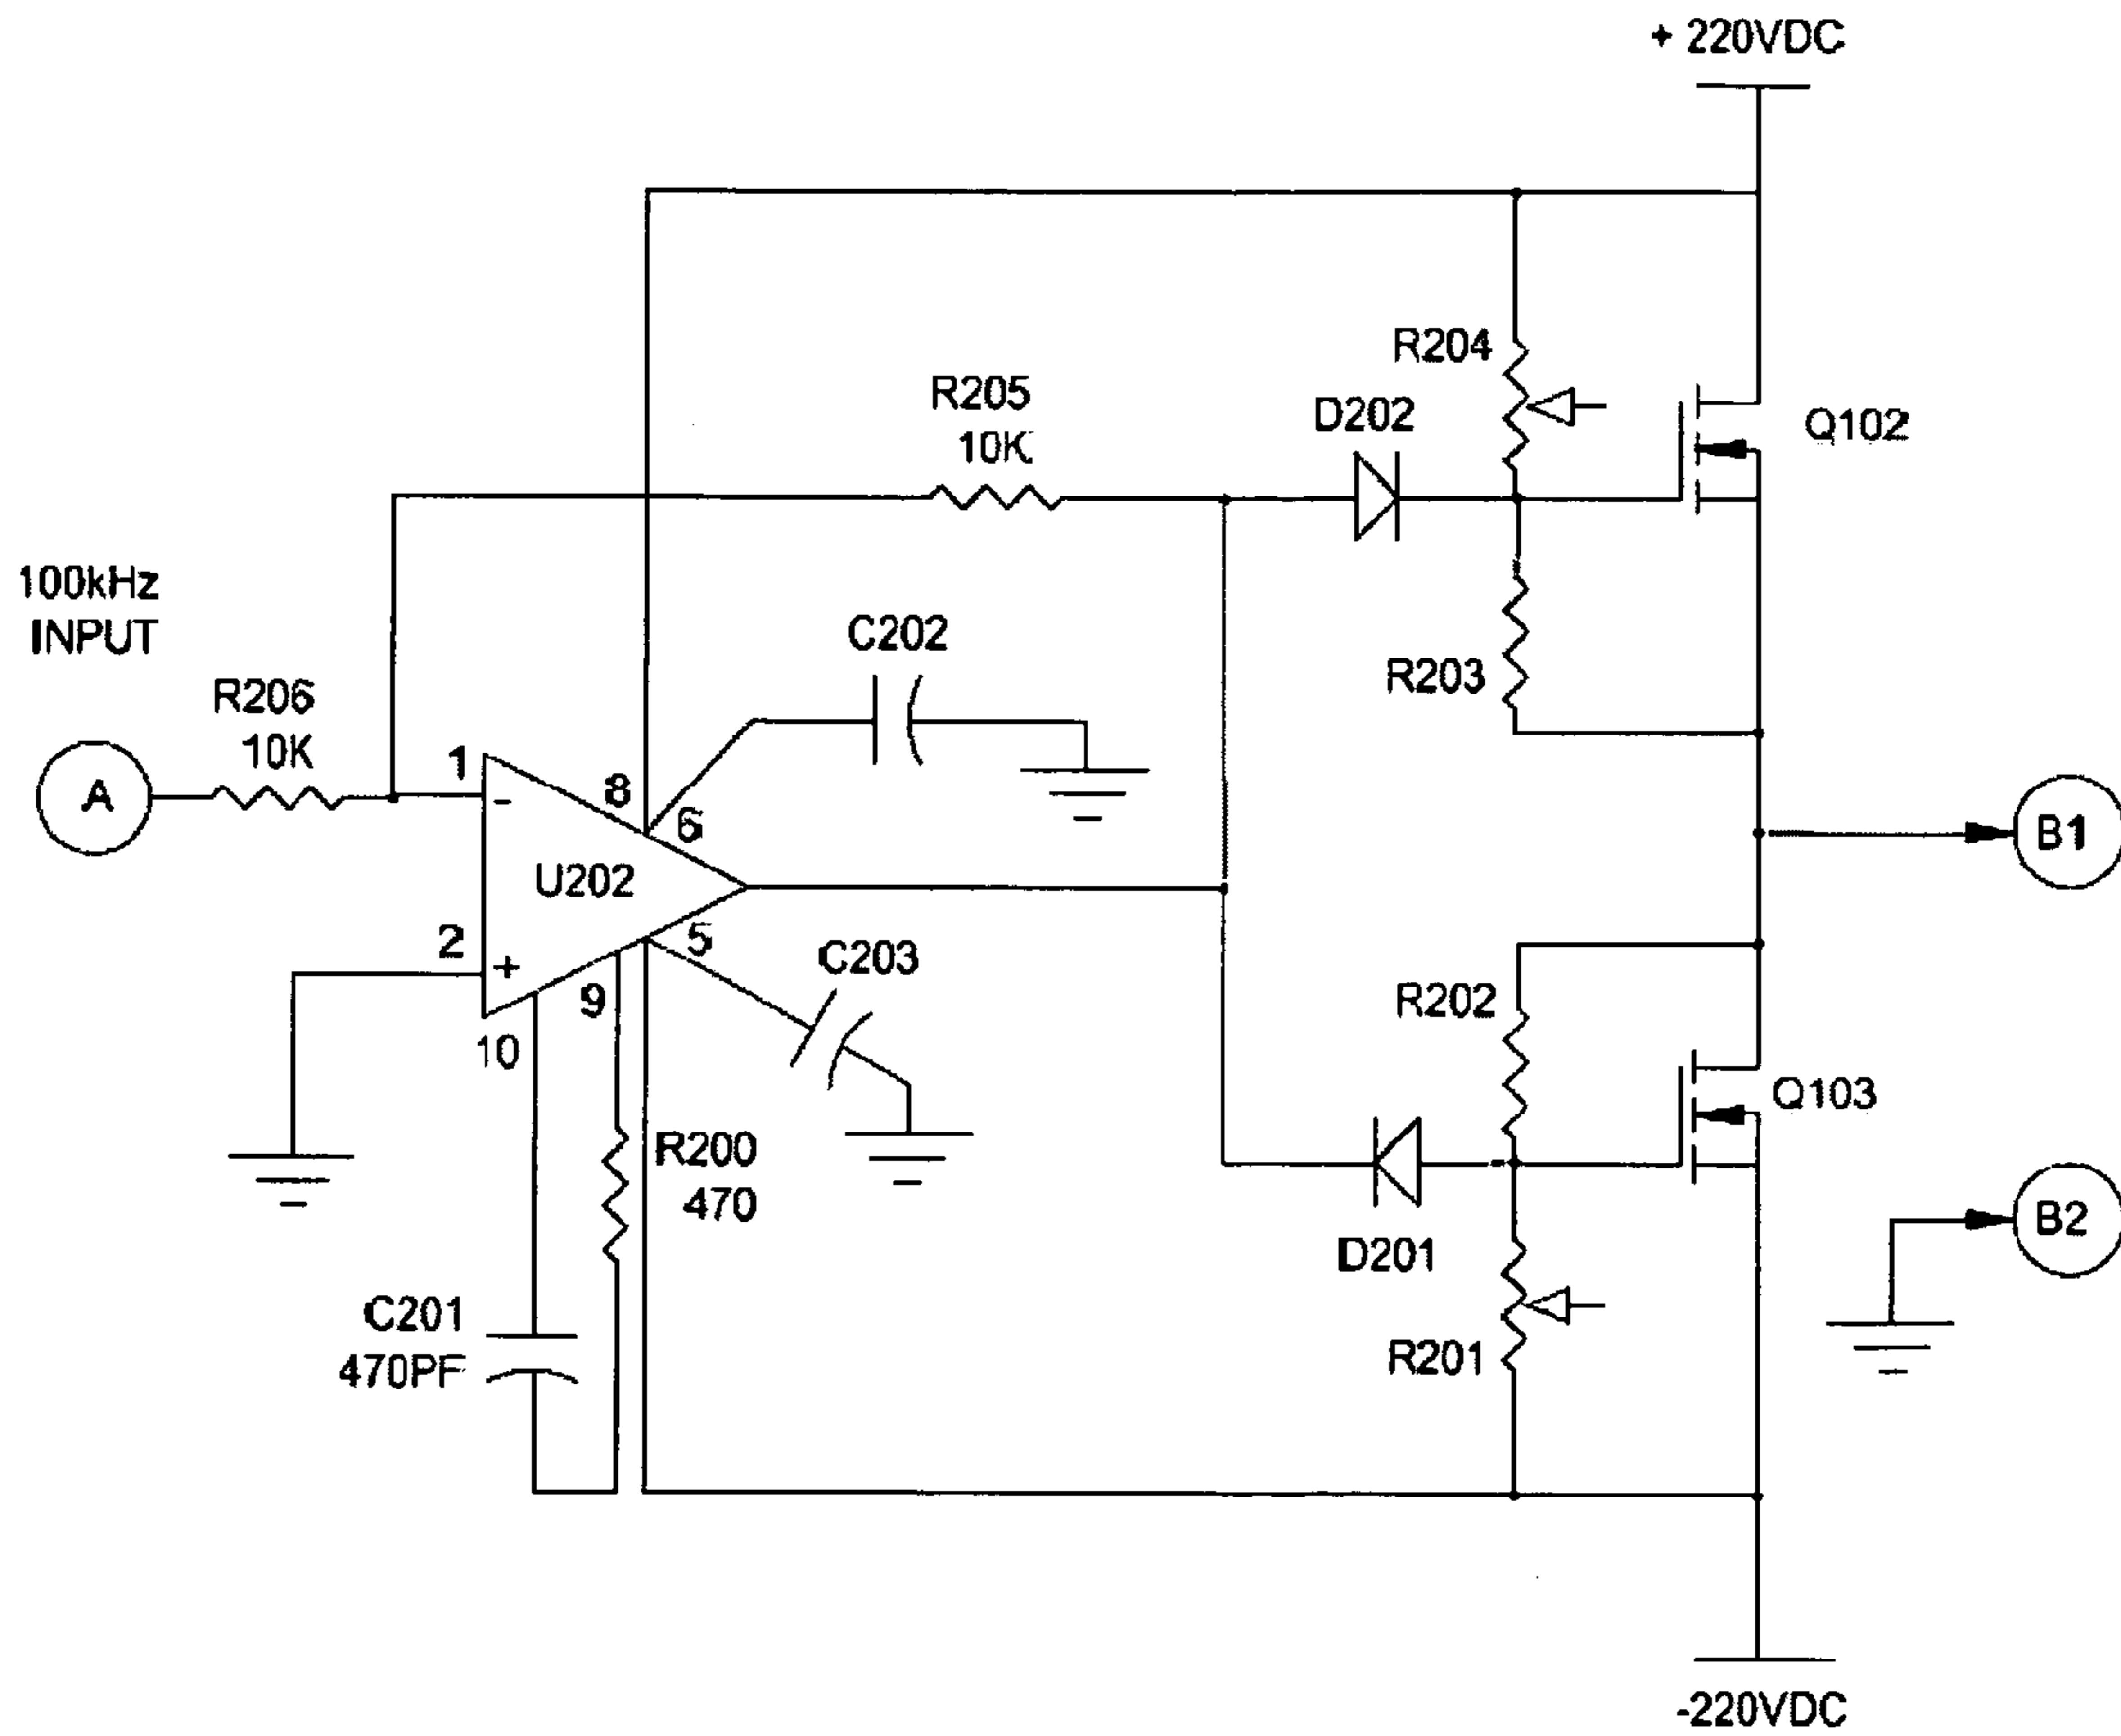 + 220VDC
R204
R205
10K
D202
Q102
100kHz
INPUT
C202
R206
10K
R203
1
8
6
A
-
B1
U202
2
+
5
C203
9
R202
10
Q103
R200
470
B2
D201
C201
470PF
R201
-220VDC